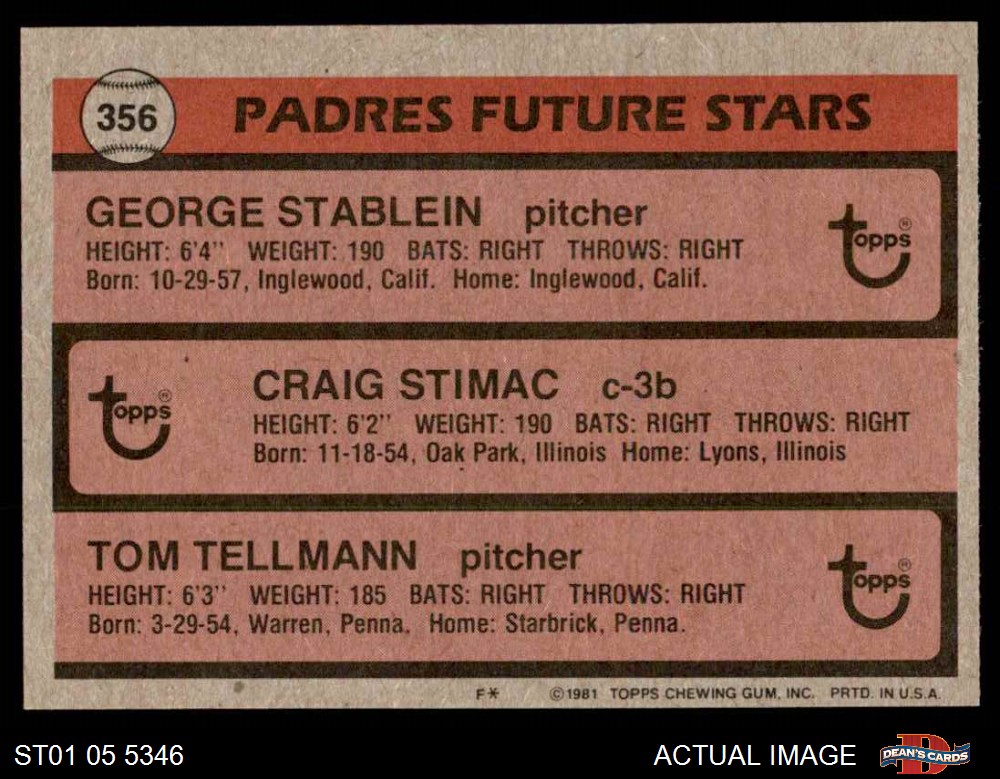 356 PADRES FUTURE STARS
GEORGE STABLEIN pitcher
HEIGHT: 6'4" WEIGHT: 190 BATS: RIGHT THROWS: RIGHT
Born: 10-29-57, Inglewood, Calif. Home: Inglewood, Calif.
topps®
CRAIG STIMAC c-3b
HEIGHT: 6'2" WEIGHT: 190 BATS: RIGHT THROWS: RIGHT
Born: 11-18-54, Oak Park, Illinois Home: Lyons, Illinois
topps®
TOM TELLMANN pitcher
HEIGHT: 6'3" WEIGHT: 185 BATS: RIGHT THROWS: RIGHT
Born: 3-29-54, Warren, Penna. Home: Starbrick, Penna.
topps®
F* ©1981 TOPPS CHEWING GUM, INC. PRTD. IN U.S.A.
ST01 05 5346 ACTUAL IMAGE DEAN'S CARDS